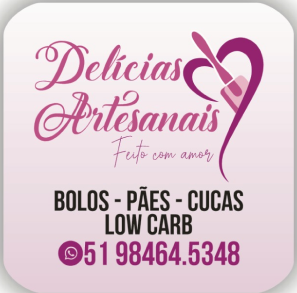 Delícias
Artesanais
Feito com amor
BOLOS - PÃES - CUCAS
LOW CARB
51 98464.5348